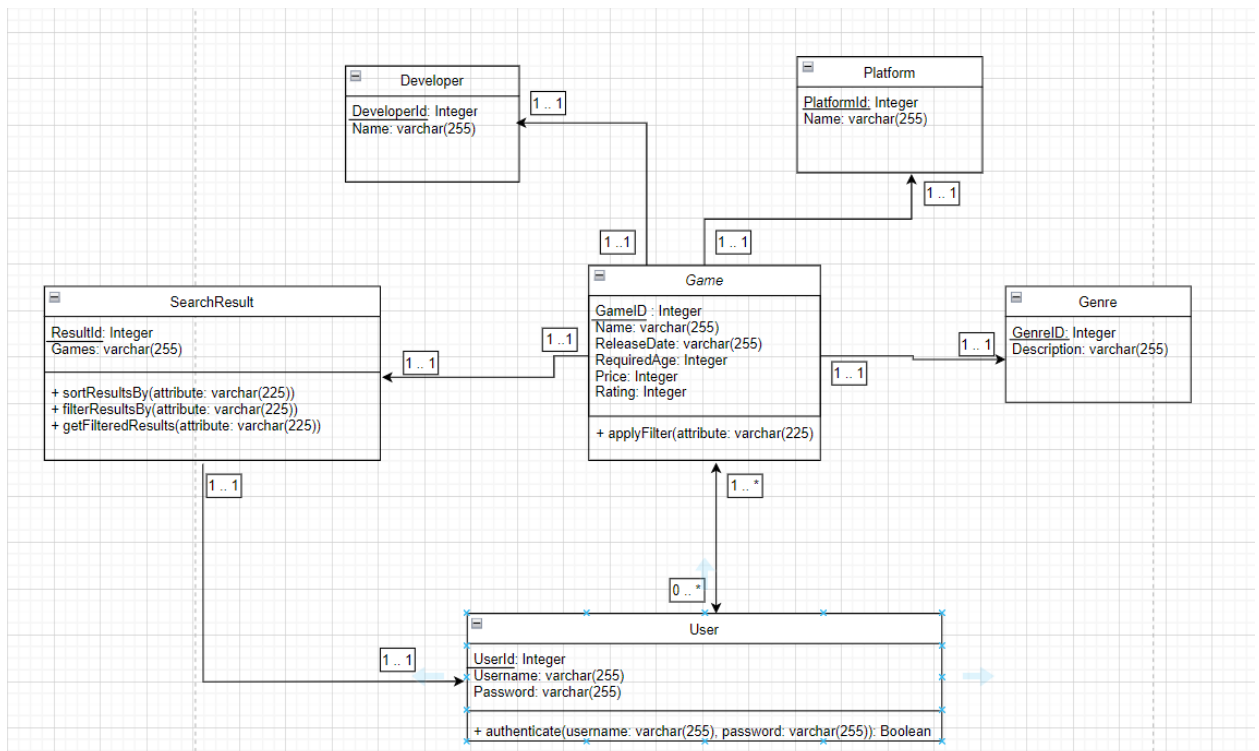 Developer
DeveloperId: Integer
Name: varchar(255)
Platform
PlatformId: Integer
Name: varchar(255)
1 .. 1
1 .. 1
1 .. 1
1 .. 1
Game
GameID : Integer
Name: varchar(255)
ReleaseDate: varchar(255)
RequiredAge: Integer
Price: Integer
Rating: Integer
+ applyFilter(attribute: varchar(225)
SearchResult
ResultId: Integer
Games: varchar(255)
+ sortResultsBy(attribute: varchar(225))
+ filterResultsBy(attribute: varchar(225))
+ getFilteredResults(attribute: varchar(225))
Genre
GenreID: Integer
Description: varchar(255)
1 .. 1
1 .. 1
1 .. 1
1 .. 1
1 .. 1
1 .. *
0 .. *
1 .. 1
User
UserId: Integer
Username: varchar(255)
Password: varchar(255)
+ authenticate(username: varchar(255), password: varchar(255)): Boolean